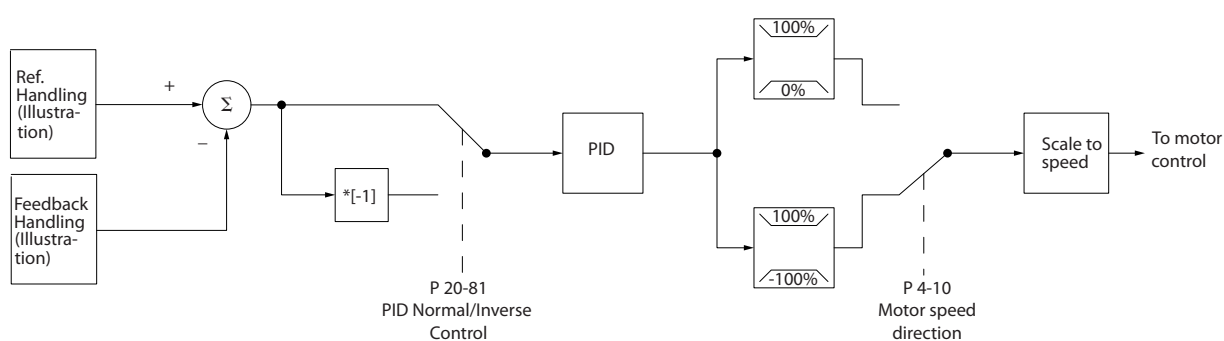 Ref.
Handling
(Illustra-
tion)
+
Σ
_
Feedback
Handling
(Illustra-
tion)
*[-1]
P 20-81
PID Normal/Inverse
Control
PID
100%
0%
100%
-100%
P 4-10
Motor speed
direction
Scale to
speed
To motor
control